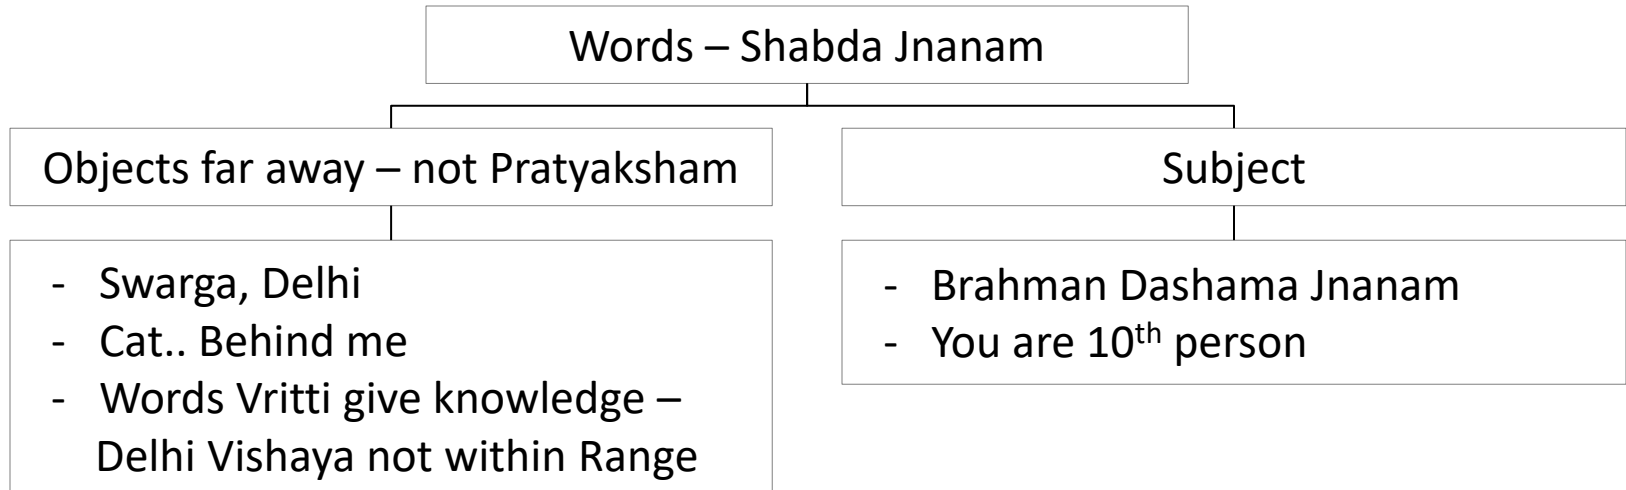 Words – Shabda Jnanam
Objects far away – not Pratyaksham
Subject
- Swarga, Delhi
- Cat.. Behind me
- Words Vritti give knowledge –
Delhi Vishaya not within Range
- Brahman Dashama Jnanam
- You are 10th person